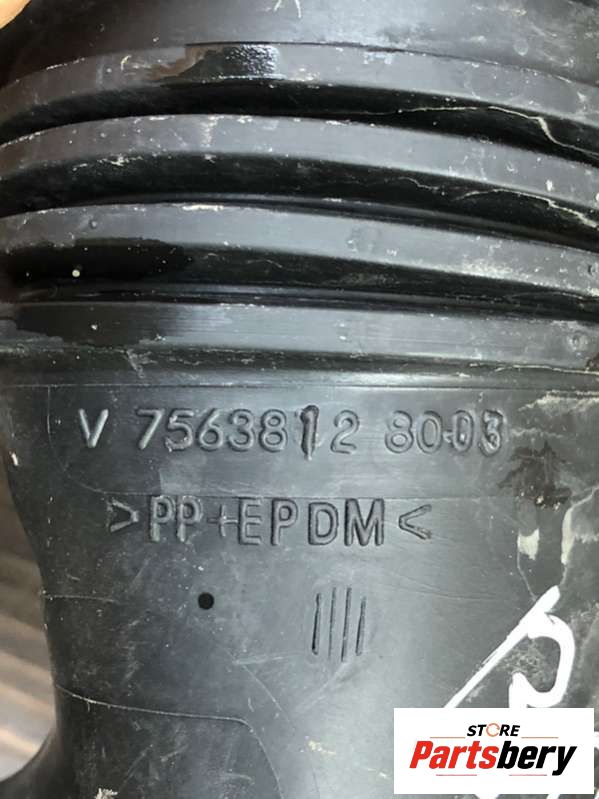 V 7563812 80.03
>PP+EPDM<
STORE
Partsbery